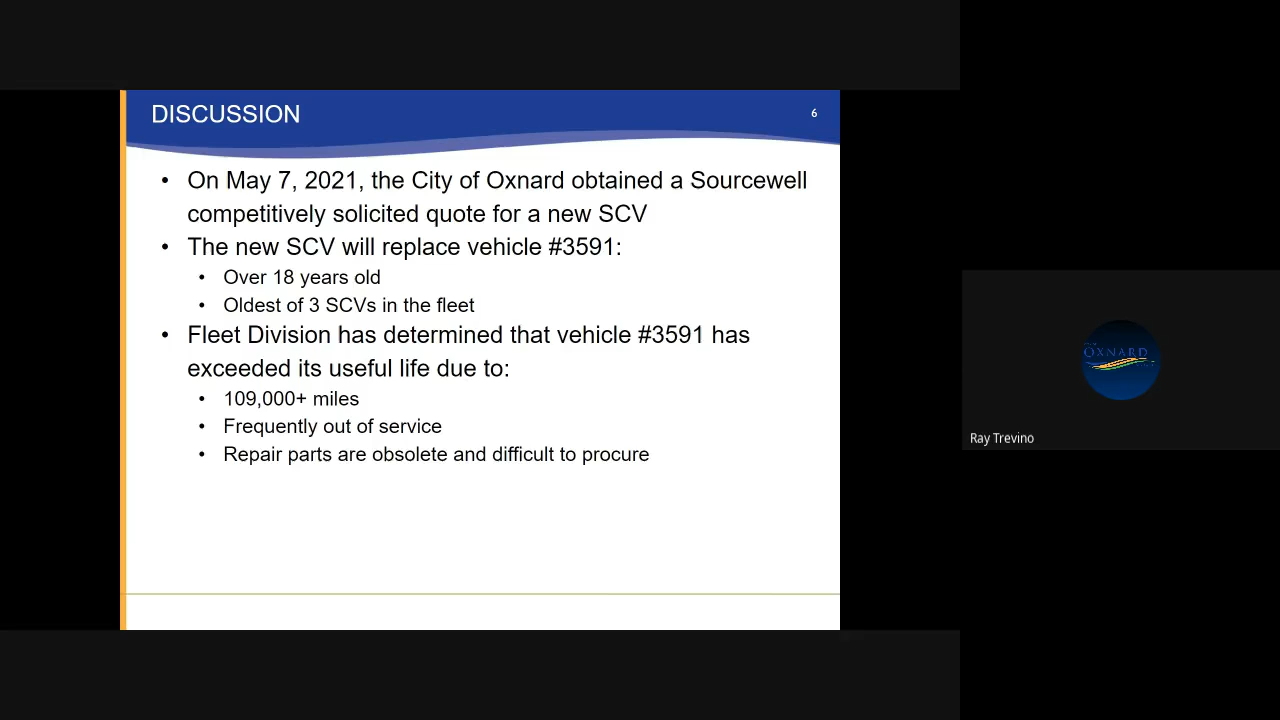 DISCUSSION
6
• On May 7, 2021, the City of Oxnard obtained a Sourcewell
competitively solicited quote for a new SCV
• The new SCV will replace vehicle #3591:
• Over 18 years old
• Oldest of 3 SCVs in the fleet
• Fleet Division has determined that vehicle #3591 has
exceeded its useful life due to:
• 109,000+ miles
• Frequently out of service
• Repair parts are obsolete and difficult to procure
OXNARD
Ray Trevino